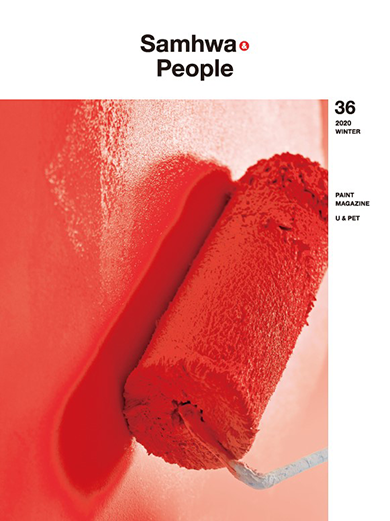 Samhwa &
People
36
2020
WINTER
PAINT
MAGAZINE
U & PET